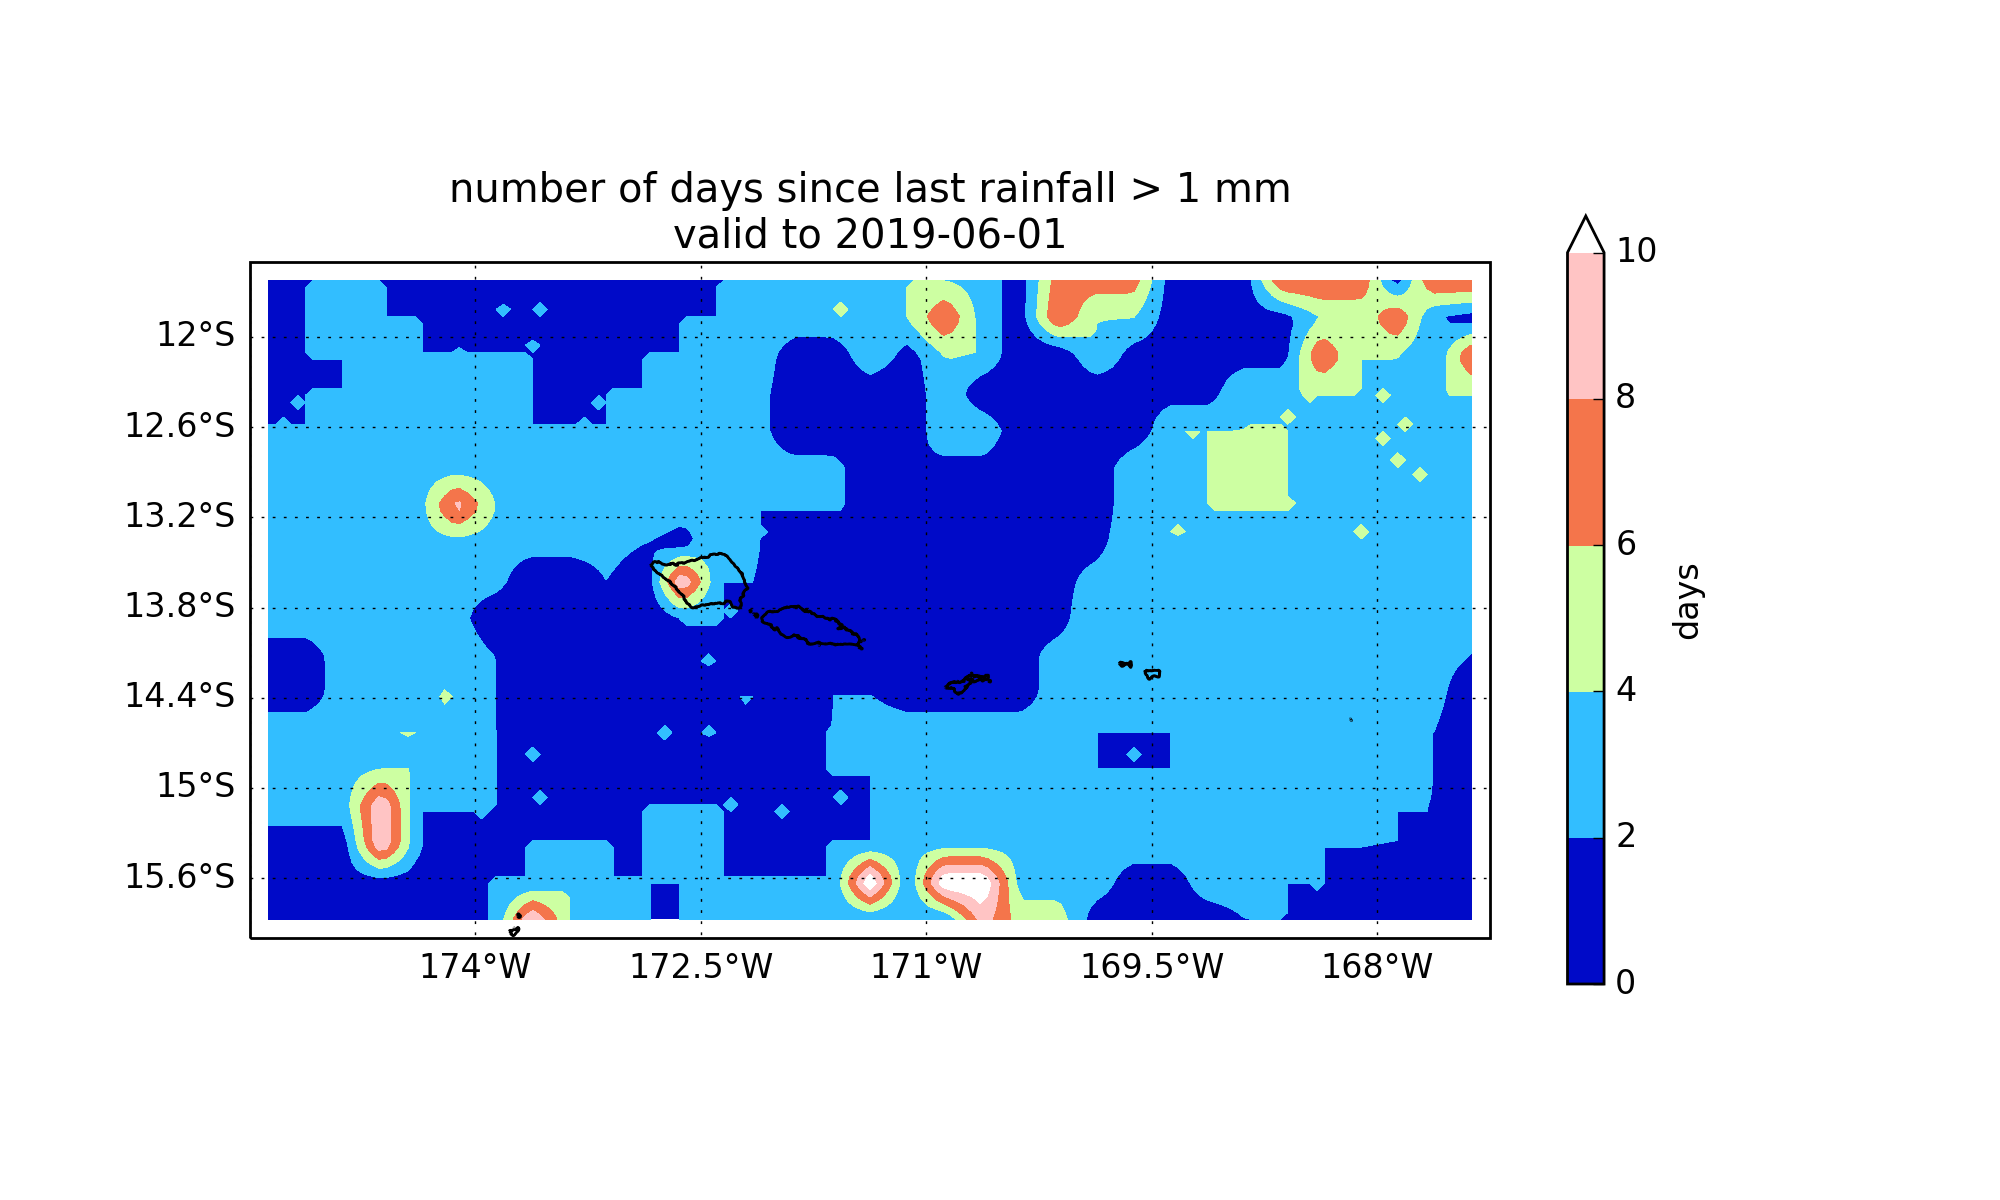 number of days since last rainfall > 1 mm
valid to 2019-06-01
12°S
12.6°S
13.2°S
13.8°S
14.4°S
15°S
15.6°S
174°W
172.5°W
171°W
169.5°W
168°W
10
8
6
4
2
0
days